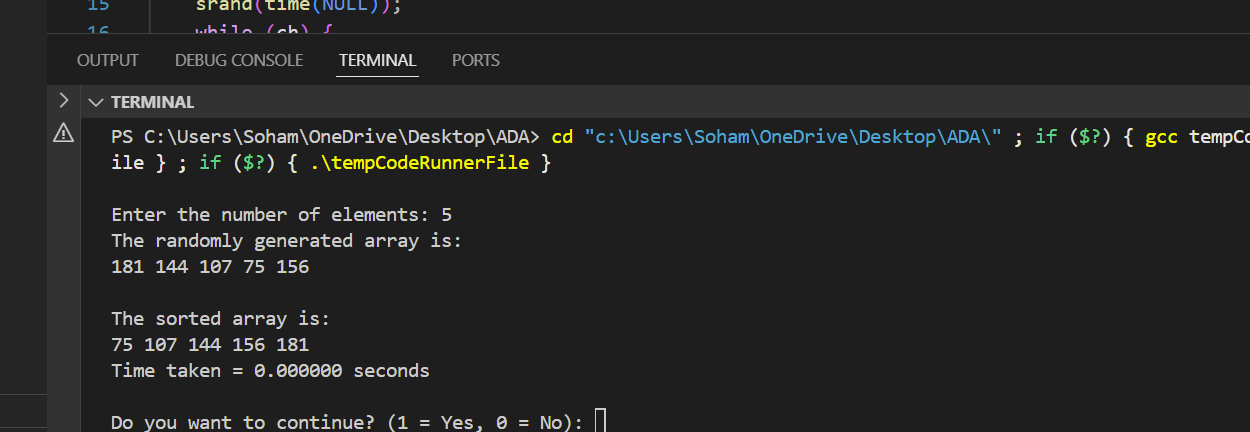 15 srand(time(NULL));
16 while (ch) {
OUTPUT DEBUG CONSOLE TERMINAL PORTS
TERMINAL
PS C:\Users\Soham\OneDrive\Desktop\ADA> cd "c:\Users\Soham\OneDrive\Desktop\ADA\" ; if ($?) { gcc tempCo
ile } ; if ($?) { .\tempCodeRunnerFile }
Enter the number of elements: 5
The randomly generated array is:
181 144 107 75 156
The sorted array is:
75 107 144 156 181
Time taken = 0.000000 seconds
Do you want to continue? (1 = Yes, 0 = No):